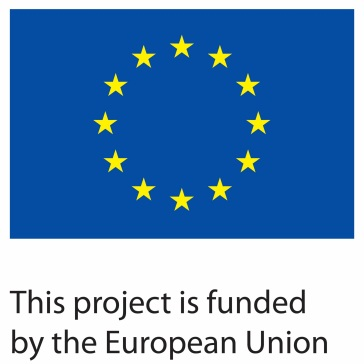 This project is funded
by the European Union